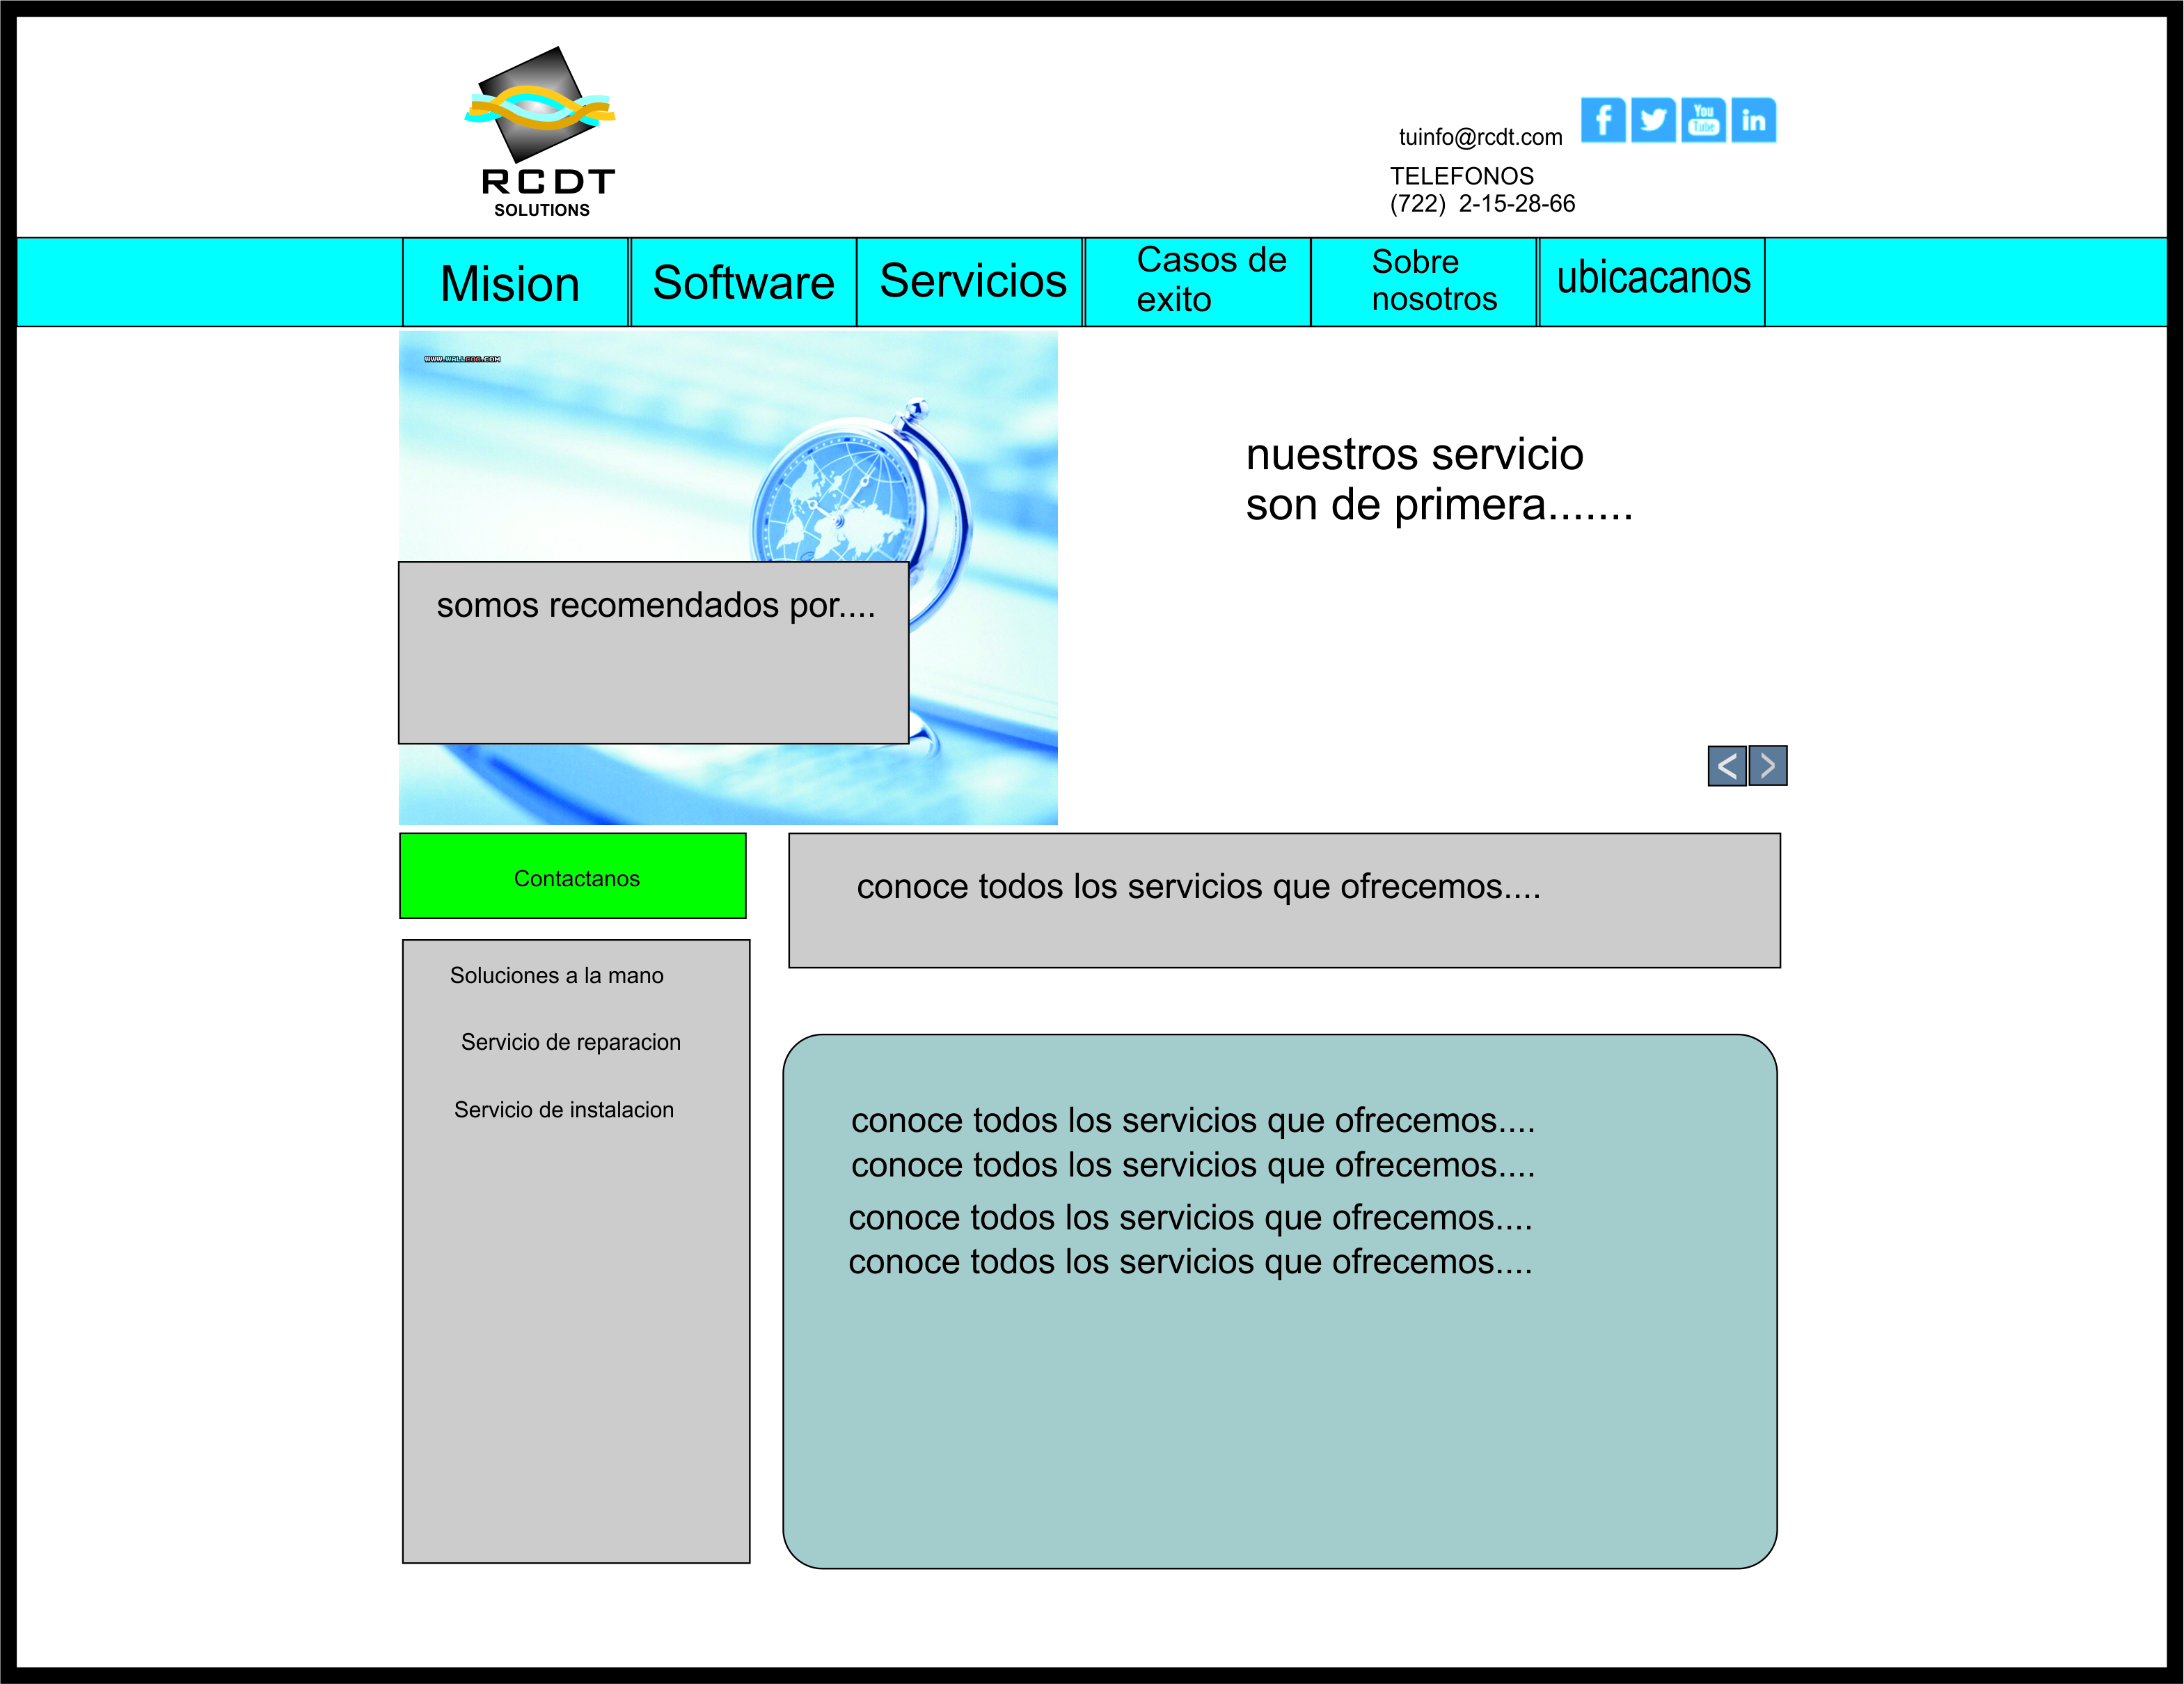 RCDT
SOLUTIONS
tuinfo@rcdt.com
f
You
Tube
in
TELEFONOS
(722) 2-15-28-66
Mision
Software
Servicios
Casos de
exito
Sobre
nosotros
ubicacanos
nuestros servicio
son de primera.......
somos recomendados por....
< >
Contactanos
conoce todos los servicios que ofrecemos....
Soluciones a la mano
Servicio de reparacion
Servicio de instalacion
conoce todos los servicios que ofrecemos....
conoce todos los servicios que ofrecemos....
conoce todos los servicios que ofrecemos....
conoce todos los servicios que ofrecemos....